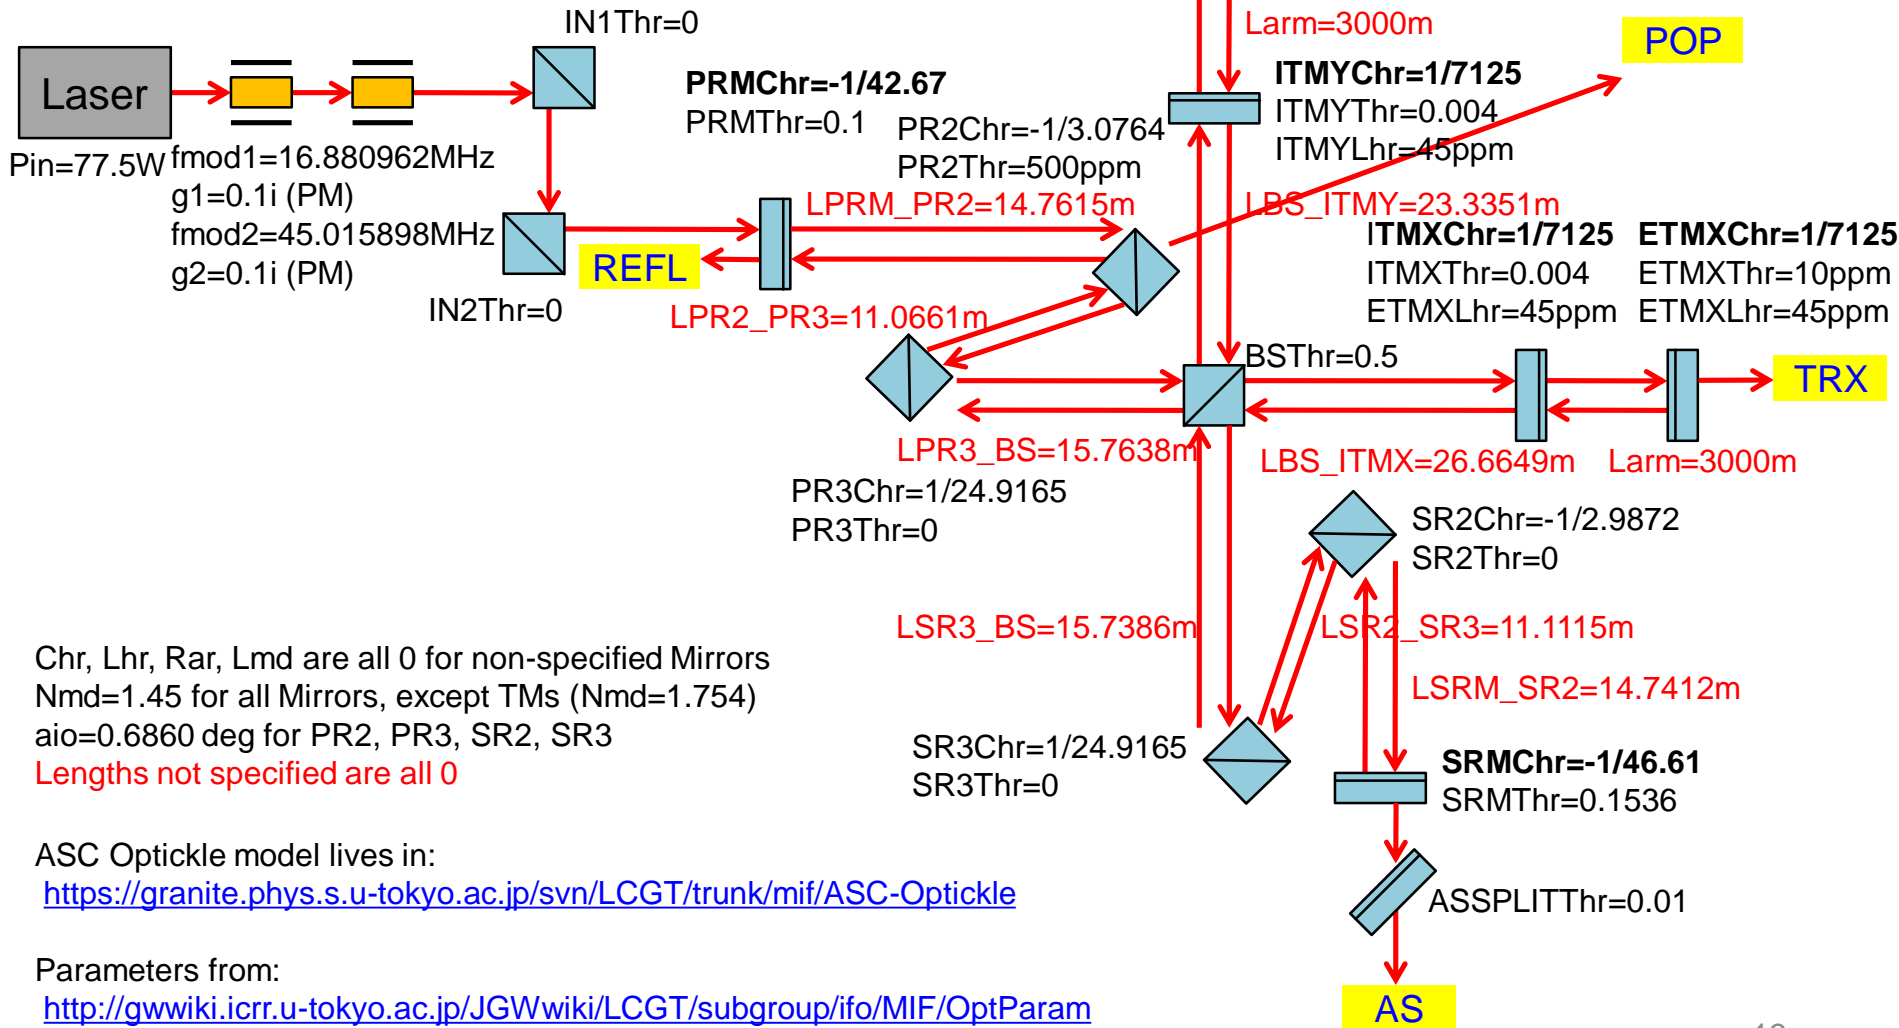 IN1Thr=0
Larm=3000m
POP
Laser
PRMChr=-1/42.67
PRMThr=0.1
ITMYChr=1/7125
ITMYThr=0.004
ITMYLhr=45ppm
PR2Chr=-1/3.0764
PR2Thr=500ppm
Pin=77.5W
fmod1=16.880962MHz
g1=0.1i (PM)
fmod2=45.015898MHz
g2=0.1i (PM)
LPRM_PR2=14.7615m
LBS_ITMY=23.3351m
ITMXChr=1/7125
ITMXThr=0.004
ETMXLhr=45ppm
ETMXChr=1/7125
ETMXThr=10ppm
ETMXLhr=45ppm
REFL
IN2Thr=0
LPR2_PR3=11.0661m
BSThr=0.5
TRX
LPR3_BS=15.7638m
LBS_ITMX=26.6649m
Larm=3000m
PR3Chr=1/24.9165
PR3Thr=0
SR2Chr=-1/2.9872
SR2Thr=0
LSR3_BS=15.7386m
LSR2_SR3=11.1115m
LSRM_SR2=14.7412m
Chr, Lhr, Rar, Lmd are all 0 for non-specified Mirrors
Nmd=1.45 for all Mirrors, except TMs (Nmd=1.754)
aio=0.6860 deg for PR2, PR3, SR2, SR3
Lengths not specified are all 0
SR3Chr=1/24.9165
SR3Thr=0
SRMChr=-1/46.61
SRMThr=0.1536
ASC Optickle model lives in:
https://granite.phys.s.u-tokyo.ac.jp/svn/LCGT/trunk/mif/ASC-Optickle
ASSPLITThr=0.01
Parameters from:
http://gwwiki.icrr.u-tokyo.ac.jp/JGWwiki/LCGT/subgroup/ifo/MIF/OptParam
AS